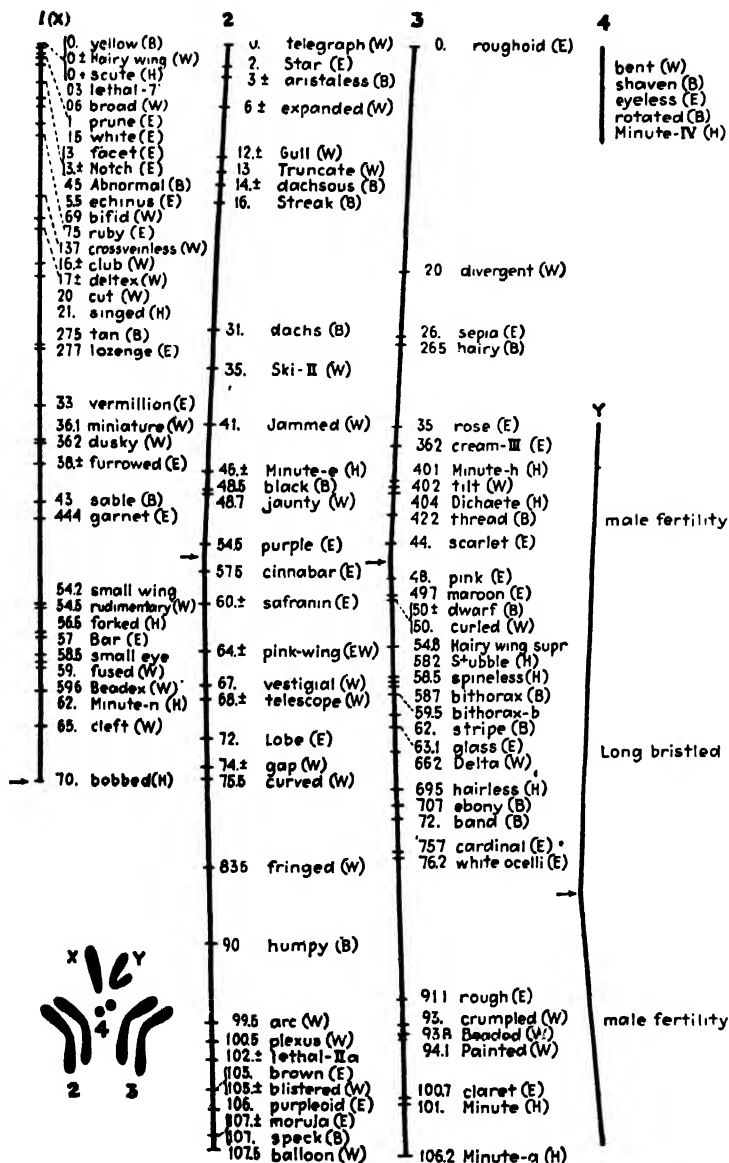 1(X)
0. yellow (B)
0± Hairy wing (W)
0+ scute (H)
03 lethal-7
06 broad (W)
1 prune (E)
15 white (E)
13 facet (E)
13± Notch (E)
45 Abnormal (B)
5.5 echinus (E)
69 bifid (W)
75 ruby (E)
137 crossveinless (W)
16.± club (W)
17± deltex (W)
20 cut (W)
21. singed (H)
275 tan (B)
277 lozenge (E)
33 vermillion (E)
36.1 miniature (W)
362 dusky (W)
38.± furrowed (E)
43 sable (B)
444 garnet (E)
54.2 small wing
54.5 rudimentary (W)
56.5 forked (H)
57 Bar (E)
58.5 small eye
59. fused (W)
596 Beadex (W)
62. Minute-n (H)
65. cleft (W)
70. bobbed (H)
X Y
4
2 3
2
0. telegraph (W)
2. Star (E)
3± aristaless (B)
6± expanded (W)
12.± Gull (W)
13 Truncate (W)
14.± dachsous (B)
16. Streak (B)
31. dachs (B)
35. Ski-II (W)
41. Jammed (W)
46.± Minute-e (H)
48.5 black (B)
48.7 jaunty (W)
54.5 purple (E)
575 cinnabar (E)
60.± safranin (E)
64.± pink-wing (EW)
67. vestigial (W)
68.± telescope (W)
72. Lobe (E)
74.± gap (W)
75.5 curved (W)
835 fringed (W)
90 humpy (B)
99.5 arc (W)
100.5 plexus (W)
102.± lethal-IIa
103. brown (E)
105.± blistered (W)
106. purpleoid (E)
107.± morula (E)
107. speck (B)
107.5 balloon (W)
3
0. roughoid (E)
20 divergent (W)
26. sepia (E)
265 hairy (B)
35 rose (E)
362 cream-III (E)
401 Minute-h (H)
402 tilt (W)
404 Dichaete (H)
422 thread (B)
44. scarlet (E)
48. pink (E)
497 maroon (E)
50± dwarf (B)
50. curled (W)
54.8 Hairy wing supr
582 Stubble (H)
58.5 spineless (H)
587 bithorax (B)
59.5 bithorax-b
62. stripe (B)
63.1 glass (E)
662 Delta (W)
695 hairless (H)
707 ebony (B)
72. band (B)
757 cardinal (E)
76.2 white ocelli (E)
911 rough (E)
93. crumpled (W)
938 Beaded (W)
94.1 Painted (W)
100.7 claret (E)
101. Minute (H)
106.2 Minute-g (H)
4
bent (W)
shaven (B)
eyeless (E)
rotated (B)
Minute-IV (H)
Y
male fertility
Long bristled
male fertility